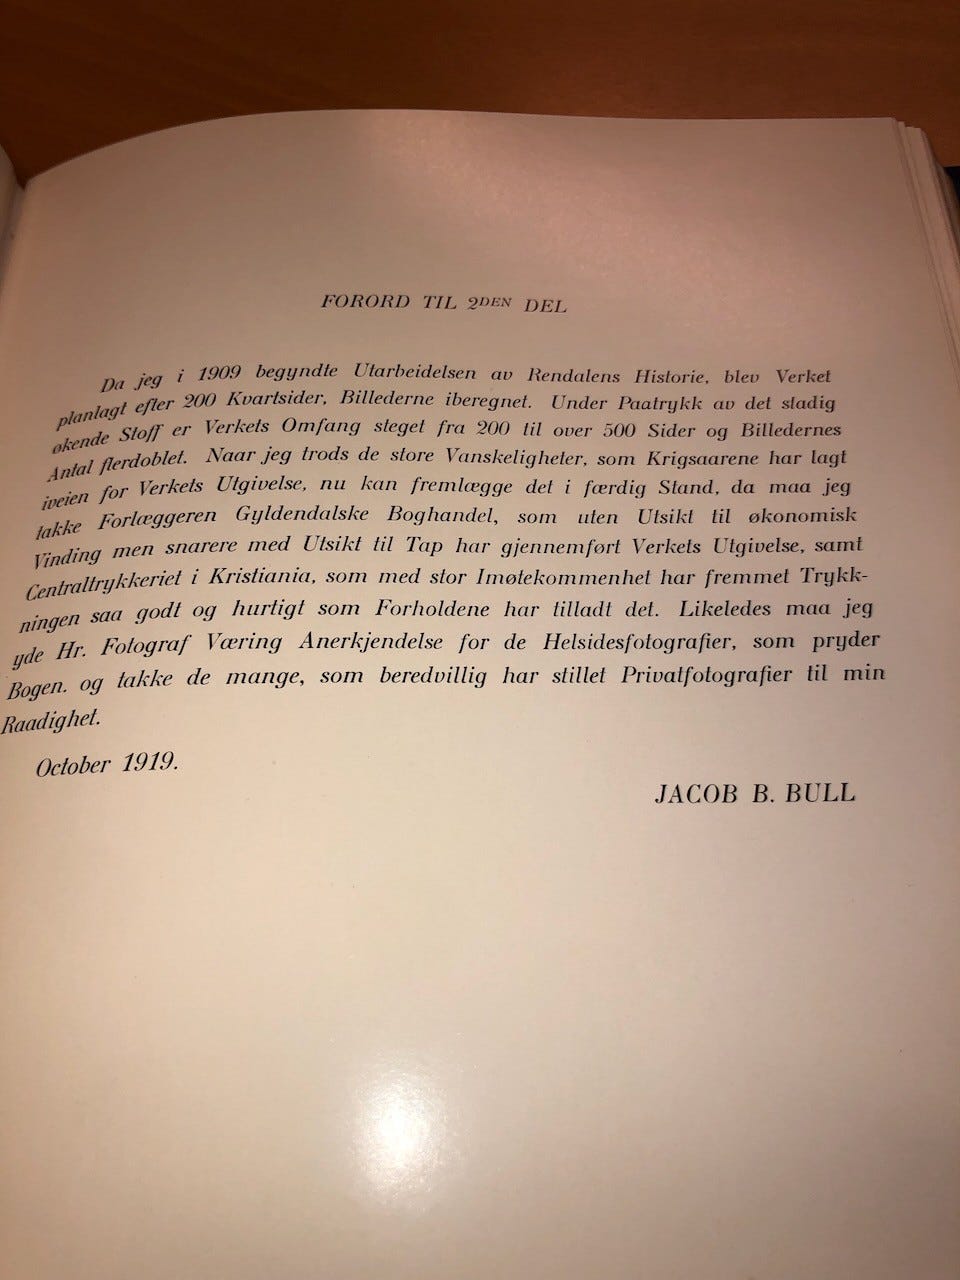 FORORD TIL 2DEN DEL
Da jeg i 1909 begyndte Utarbeidelsen av Rendalens Historie, blev Verket
planlagt efter 200 Kvartsider, Billederne iberegnet. Under Paatrykk av det stadig
økende Stoff er Verkets Omfang steget fra 200 til over 500 Sider og Billedernes
Antal flerdoblet. Naar jeg trods de store Vanskeligheter, som Krigsaarene har lagt
iveien for Verkets Utgivelse, nu kan fremlægge det i færdig Stand, da maa jeg
takke Forlæggeren Gyldendalske Boghandel, som uten Utsikt til økonomisk
Vinding men snarere med Utsikt til Tap har gjennemført Verkets Utgivelse, samt
Centraltrykkeriet i Kristiania, som med stor Imøtekommenhet har fremmet Trykk-
ningen saa godt og hurtigt som Forholdene har tilladt det. Likeledes maa jeg
yde Hr. Fotograf Væring Anerkjendelse for de Helsidesfotografier, som pryder
Bogen. og takke de mange, som beredvillig har stillet Privatfotografier til min
Raadighet.
October 1919.
JACOB B. BULL